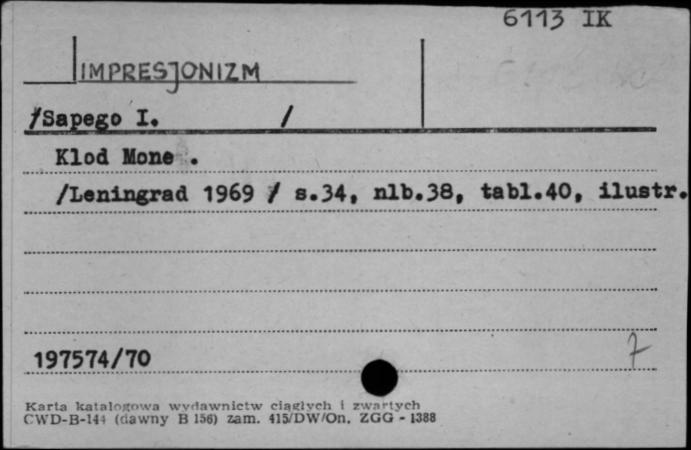 6113 IK
IMPRESJONIZM
/Sapego I. /
Klod Mone .
/Leningrad 1969 / s.34, nlb.38, tabl.40, ilustr.
197574/70
7
Karta katalogowa wydawnictw ciągłych i zwartych
CWD-B-144 (dawny B 156) zam. 415/DW/On. ZGG - 1388